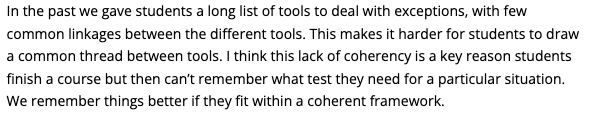 In the past we gave students a long list of tools to deal with exceptions, with few
common linkages between the different tools. This makes it harder for students to draw
a common thread between tools. I think this lack of coherency is a key reason students
finish a course but then can’t remember what test they need for a particular situation.
We remember things better if they fit within a coherent framework.